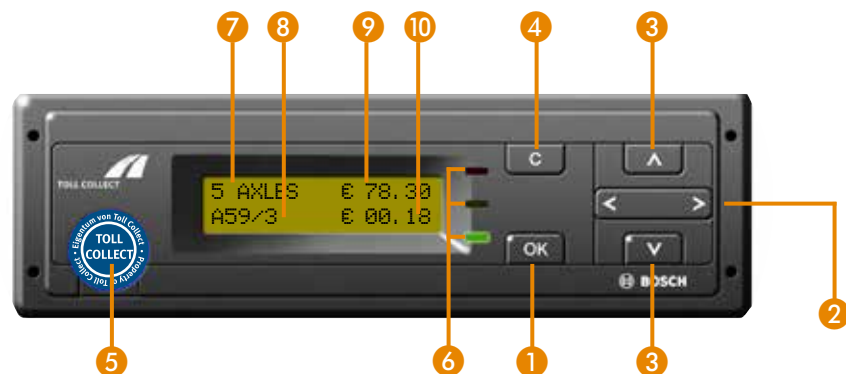 7 8 9 10 4 3
C
TOLL COLLECT
5 AXLES € 78.30
A59/3 € 00.18
< >
Eigentum von Toll Collect • Property of Toll Collect •
TOLL
COLLECT
OK
BOSCH
2
5 6 1 3